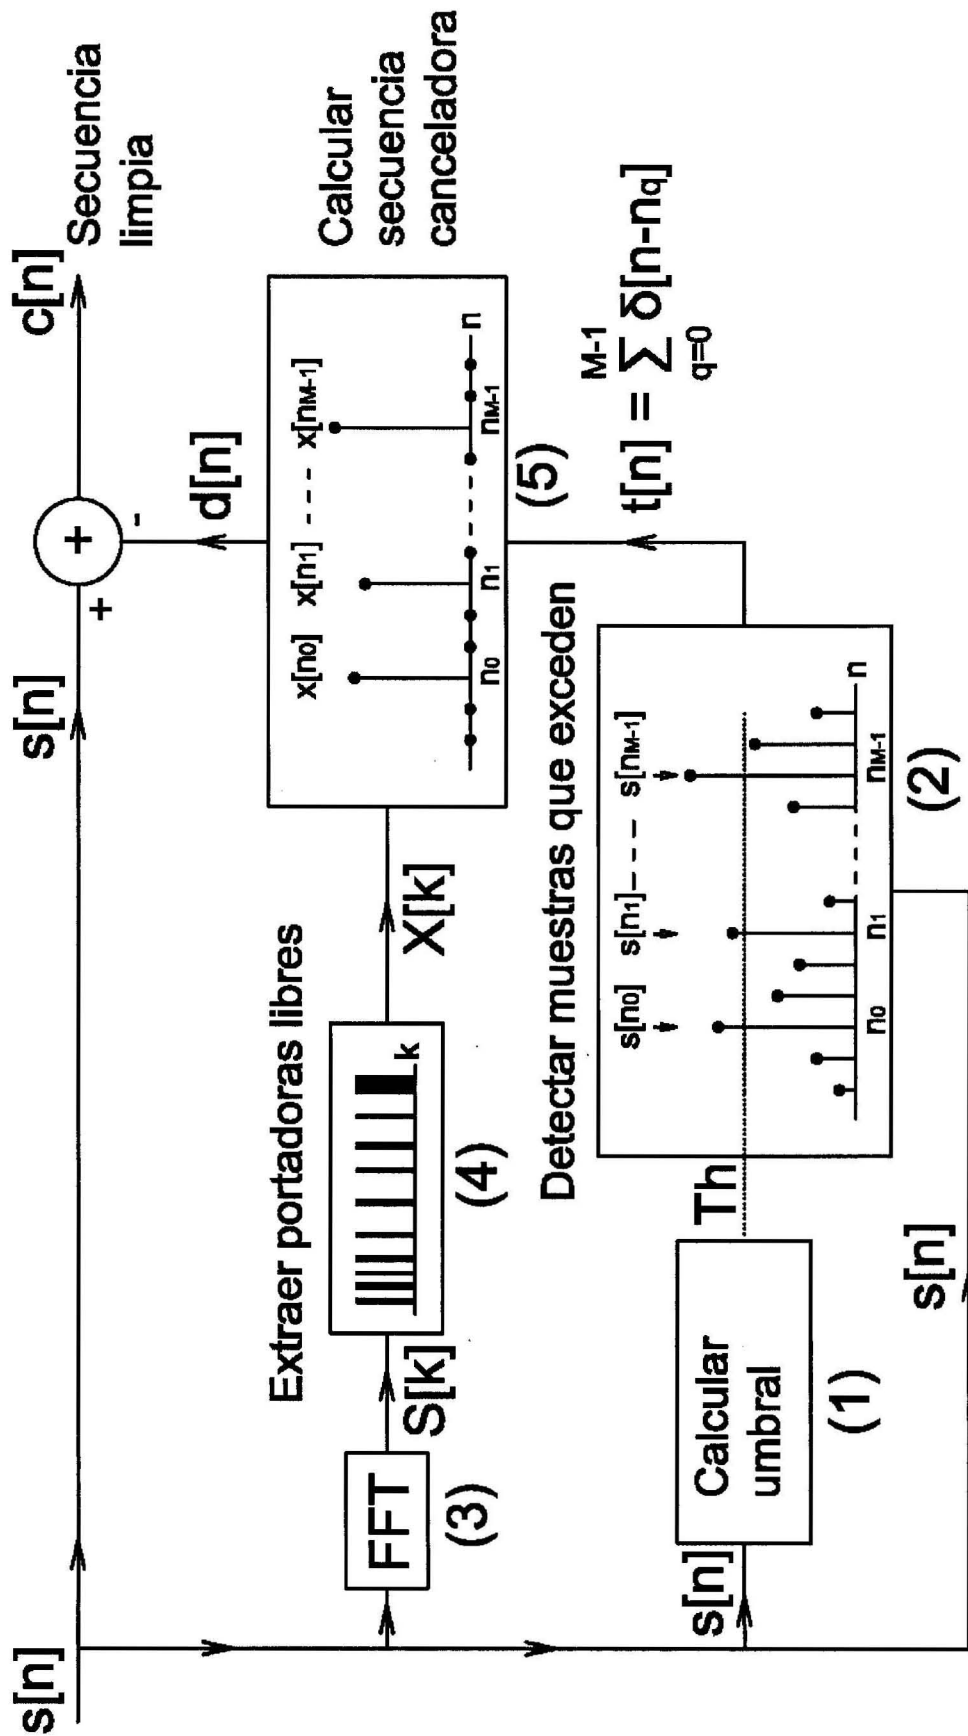 s[n]
s[n]
c[n]
Secuencia
limpia
+
+
-
d[n]
Extraer portadoras libres
FFT
(3)
S[k]
k
(4)
X[k]
x[n0] x[n1] ---- x[nM-1]
n0 n1 nM-1 n
(5)
Calcular
secuencia
canceladora
s[n]
Calcular
umbral
(1)
Th
Detectar muestras que exceden
s[n0] s[n1]--- s[nM-1]
n0 n1 nM-1 n
(2)
s[n]
t[n] = M-1 ∑ q=0 δ[n-nq]